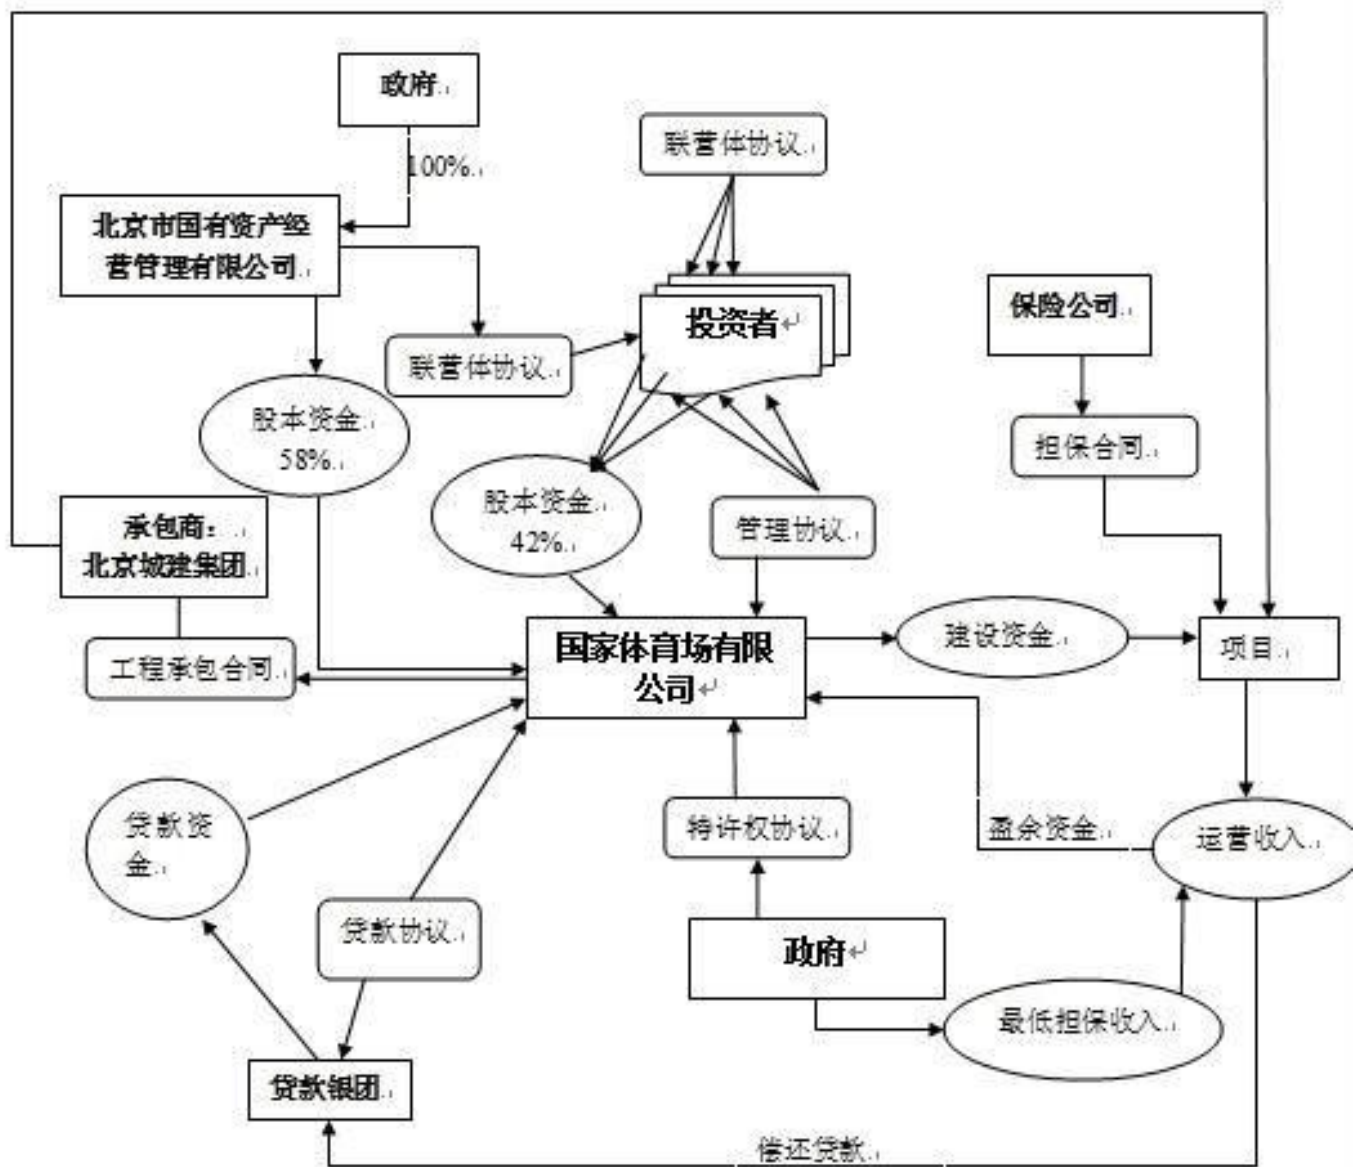 政府
联营体协议
100%
北京市国有资产经
营管理有限公司
投资者
保险公司
联营体协议
股本资金
58%
担保合同
股本资金
42%
管理协议
承包商：
北京城建集团
建设资金
国家体育场有限
公司
项目
工程承包合同
贷款资
金
特许权协议
盈余资金
运营收入
贷款协议
政府
最低担保收入
贷款银团
偿还贷款